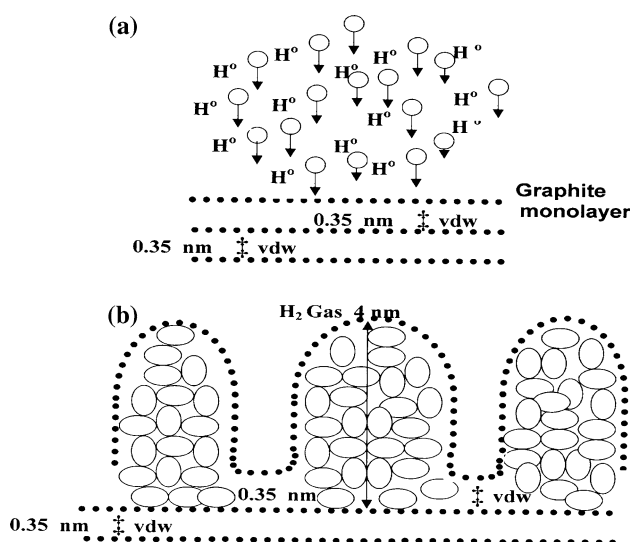 (a)
H° H° H° H°
H° H°
H° H° H° H°
H° H° H° H°
H° H°
Graphite
monolayer
0.35 nm vdw
0.35 nm vdw
(b)
H₂ Gas 4 nm
0.35 nm vdw
0.35 nm vdw